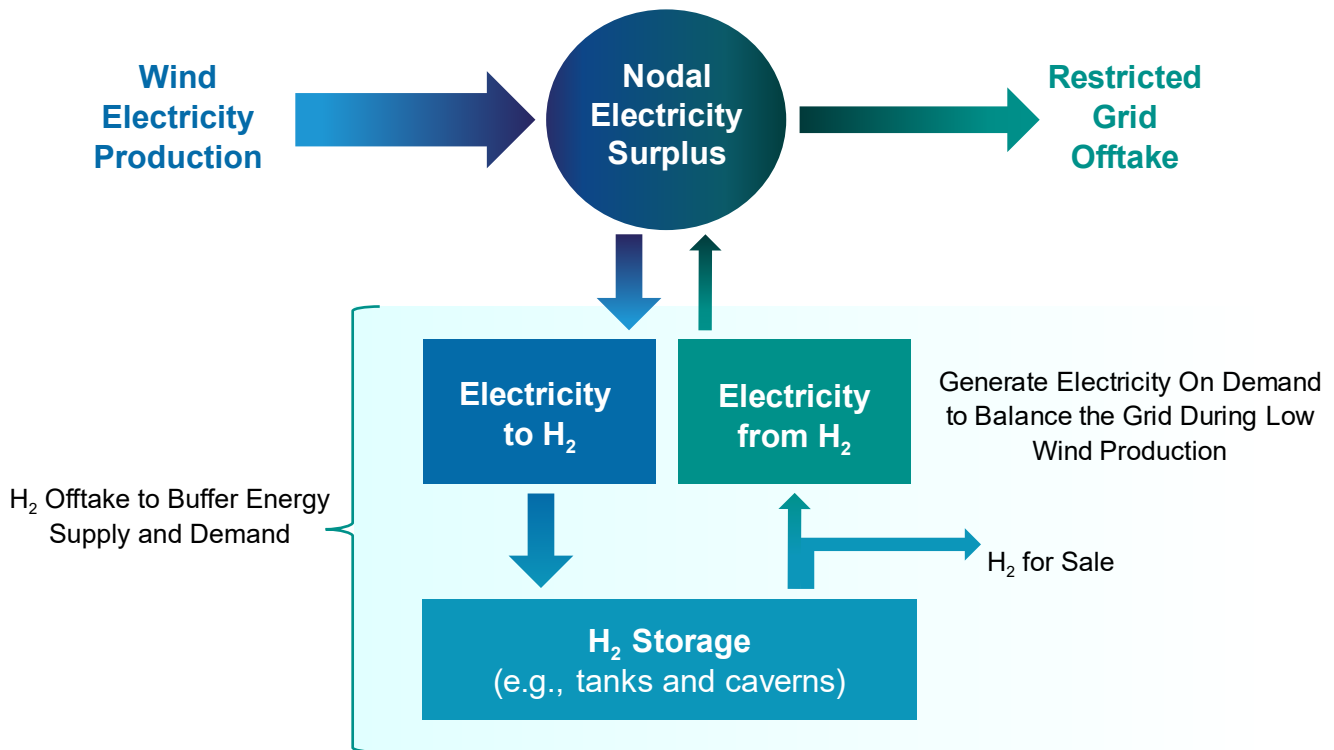 Wind
Electricity
Production
Nodal
Electricity
Surplus
Restricted
Grid
Offtake
Electricity
to H₂
Electricity
from H₂
Generate Electricity On Demand
to Balance the Grid During Low
Wind Production
H₂ Offtake to Buffer Energy
Supply and Demand
H₂ for Sale
H₂ Storage
(e.g., tanks and caverns)